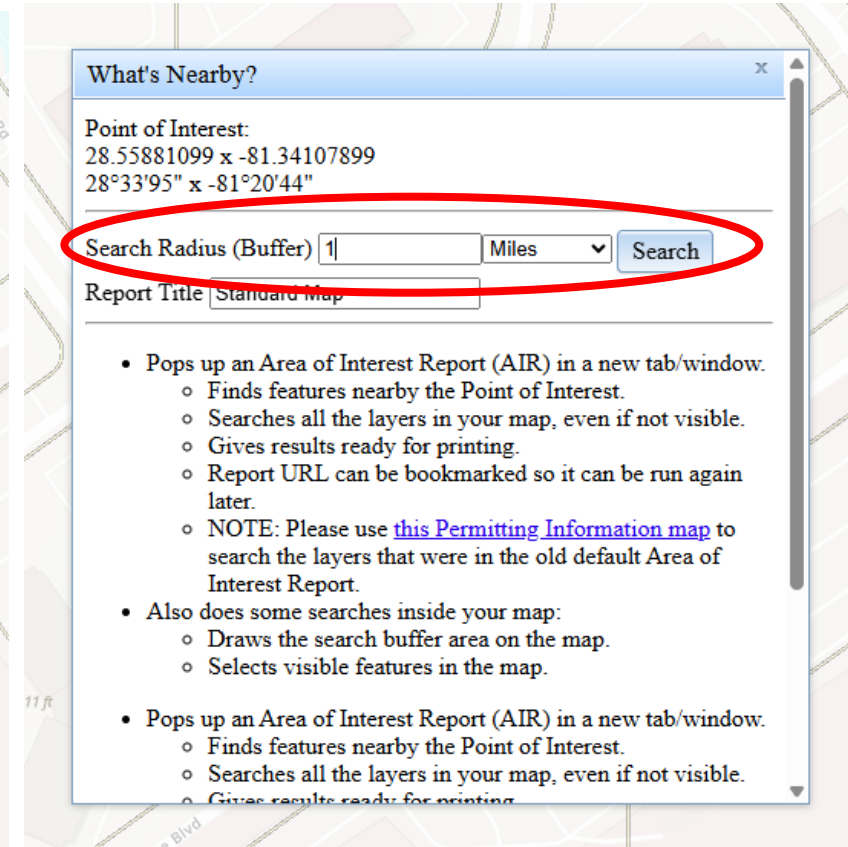 What's Nearby?
x
Point of Interest:
28.55881099 x -81.34107899
28°33'95" x -81°20'44"
Search Radius (Buffer) 1 Miles Search
Report Title Standard Map
• Pops up an Area of Interest Report (AIR) in a new tab/window.
◦ Finds features nearby the Point of Interest.
◦ Searches all the layers in your map, even if not visible.
◦ Gives results ready for printing.
◦ Report URL can be bookmarked so it can be run again
later.
◦ NOTE: Please use this Permitting Information map to
search the layers that were in the old default Area of
Interest Report.
• Also does some searches inside your map:
◦ Draws the search buffer area on the map.
◦ Selects visible features in the map.
11 ft
• Pops up an Area of Interest Report (AIR) in a new tab/window.
◦ Finds features nearby the Point of Interest.
◦ Searches all the layers in your map, even if not visible.
◦ Gives results ready for printing
Blvd